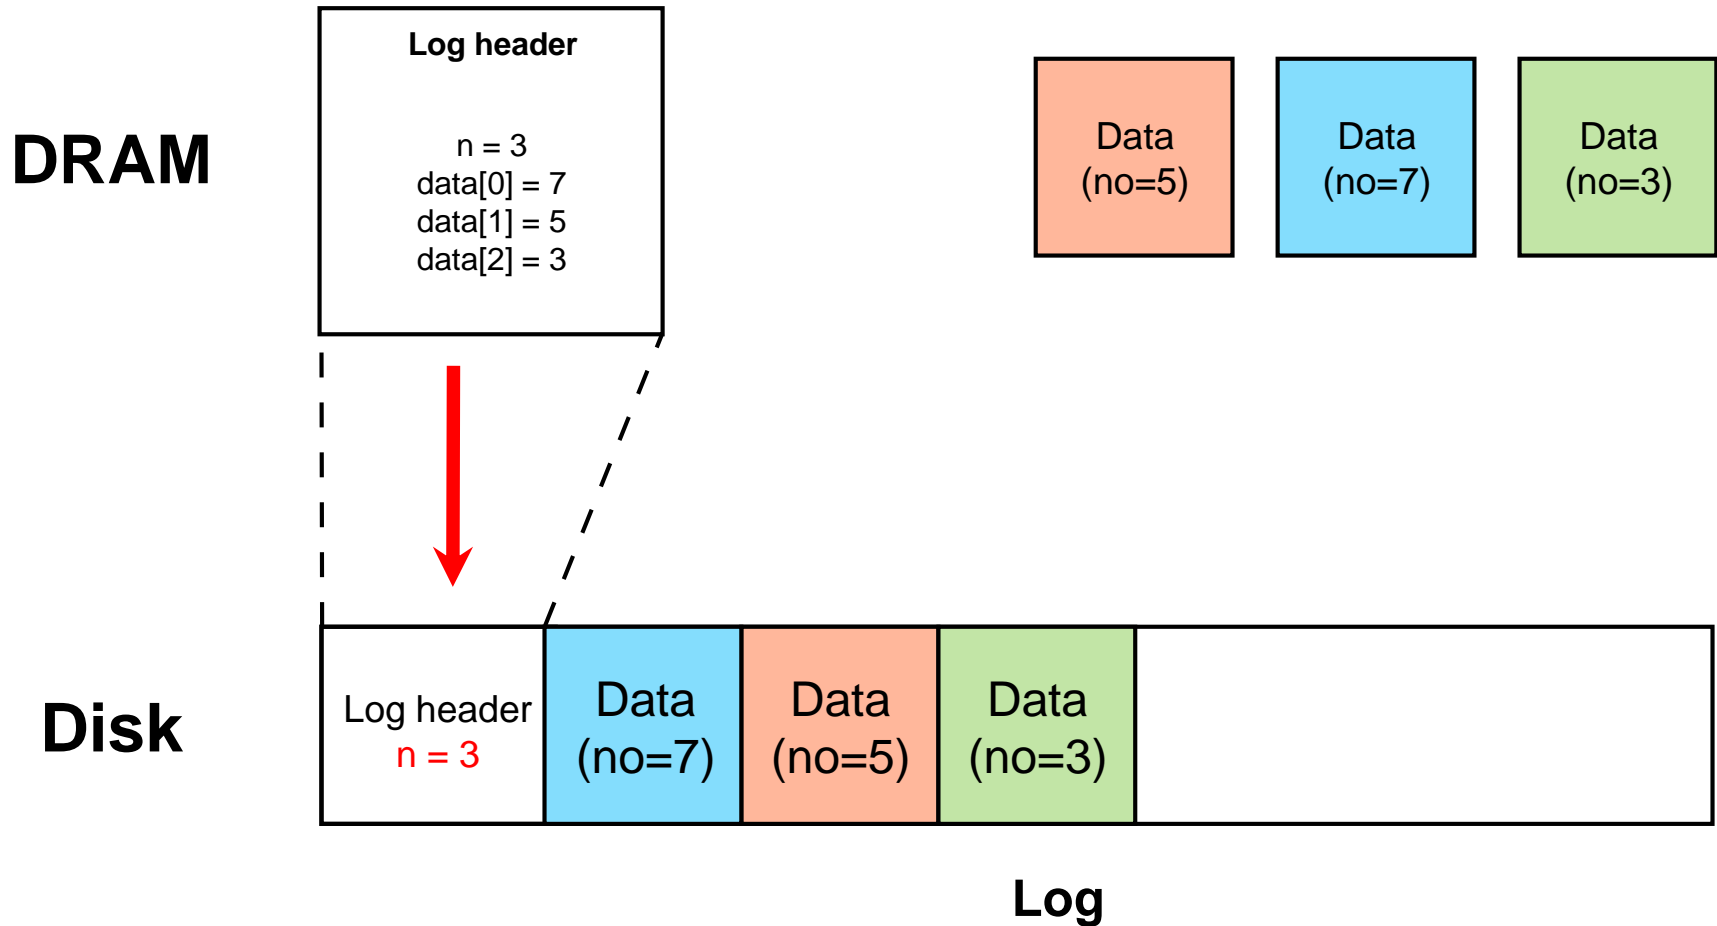 Log header
n = 3
data[0] = 7
data[1] = 5
data[2] = 3
DRAM
Data
(no=5)
Data
(no=7)
Data
(no=3)
Disk
Log header
n = 3
Data
(no=7)
Data
(no=5)
Data
(no=3)
Log